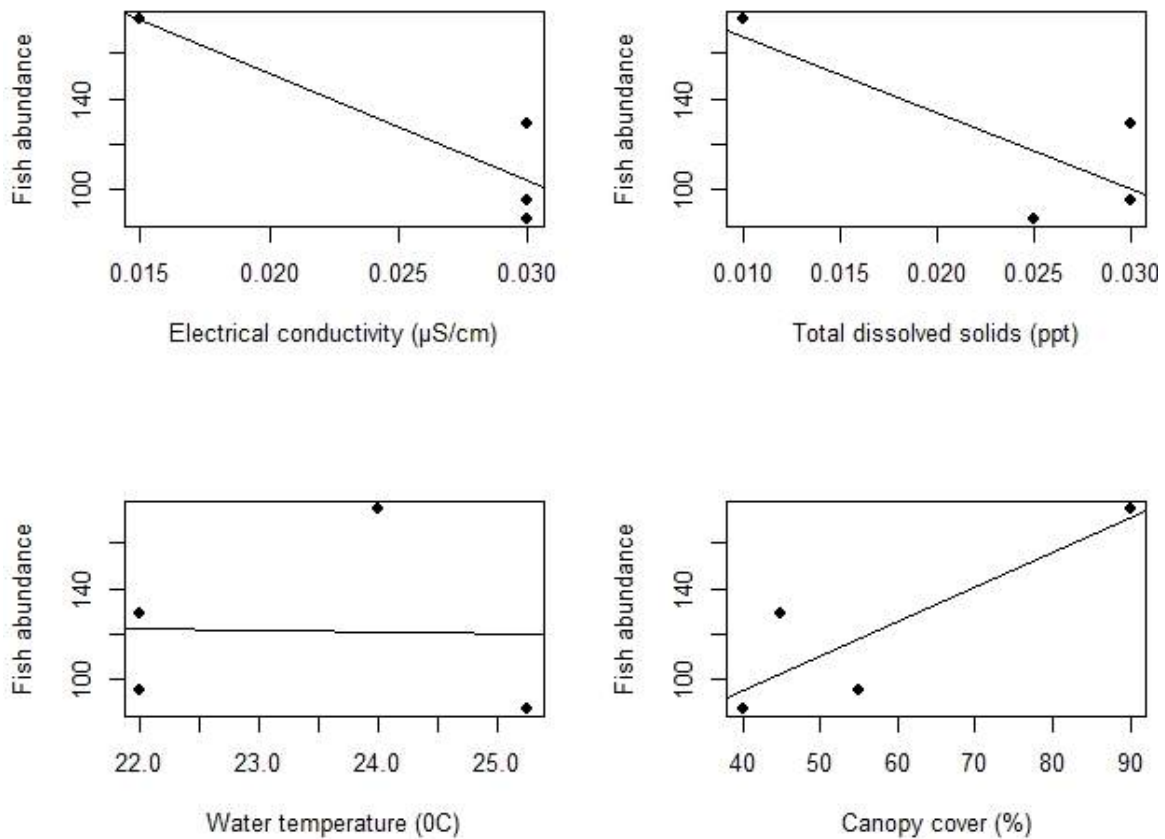 Fish abundance
140
100
0.015 0.020 0.025 0.030
Electrical conductivity (µS/cm)
Fish abundance
140
100
0.010 0.015 0.020 0.025 0.030
Total dissolved solids (ppt)
Fish abundance
140
100
22.0 23.0 24.0 25.0
Water temperature (0C)
Fish abundance
140
100
40 50 60 70 80 90
Canopy cover (%)